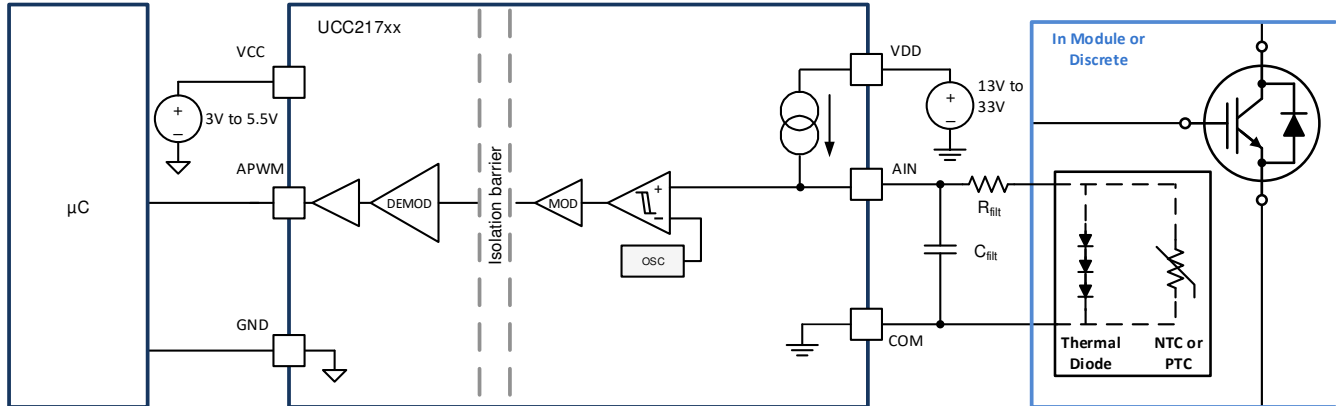 UCC217xx
In Module or
Discrete
VCC
VDD
3V to 5.5V
13V to
33V
APWM
AIN
µC
DEMOD
Isolation barrier
MOD
+
−
OSC
Rfilt
Cfilt
GND
COM
Thermal
Diode
NTC or
PTC